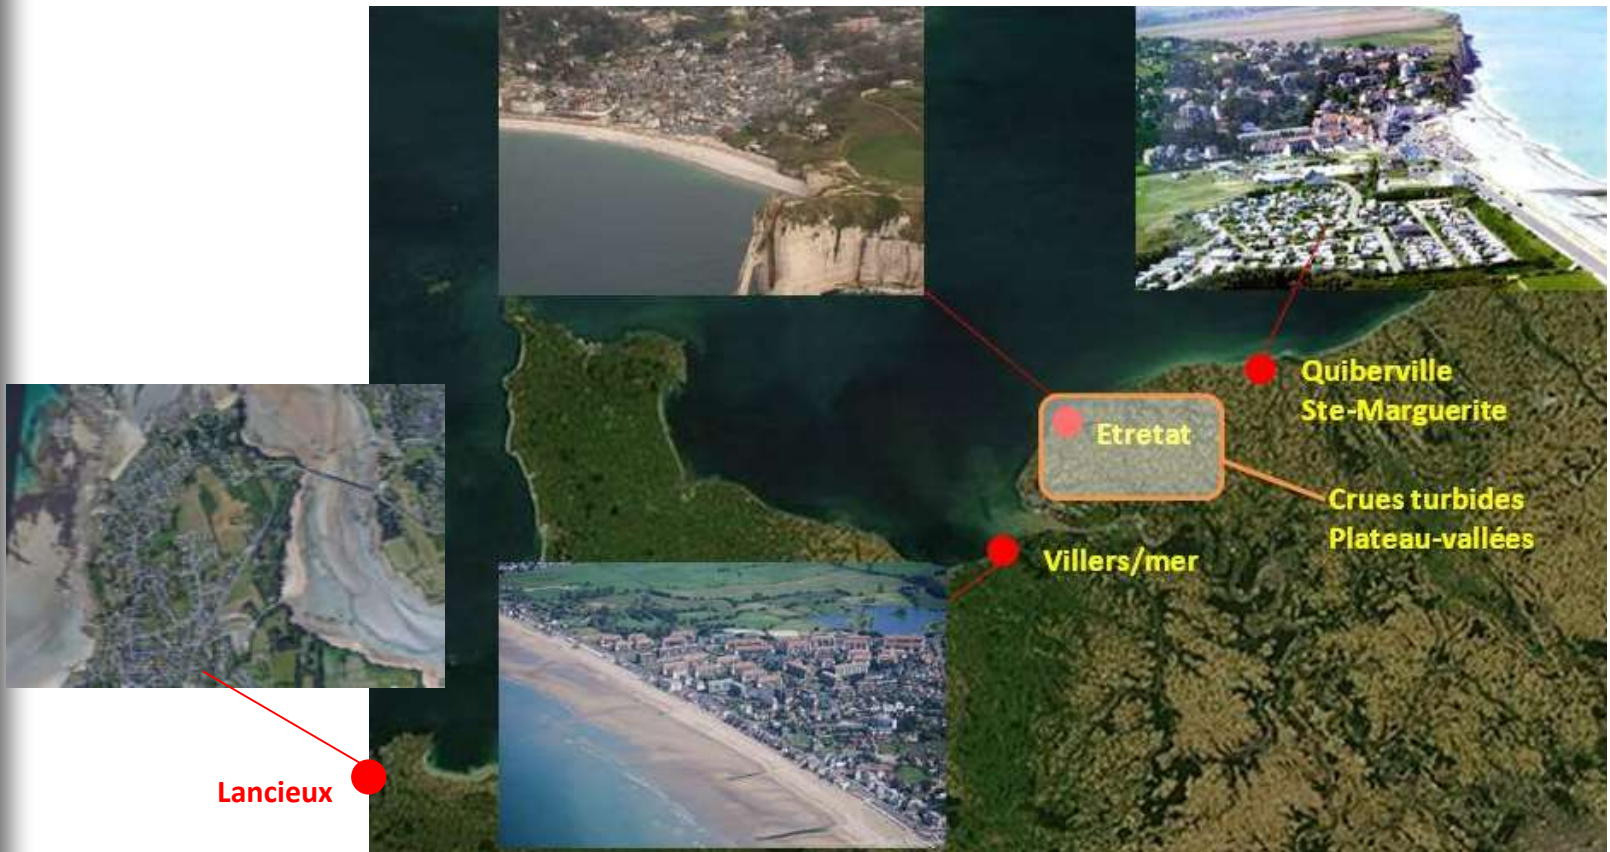 Quiberville
Ste-Marguerite
Etretat
Crues turbides
Plateau-vallées
Villers/mer
Lancieux